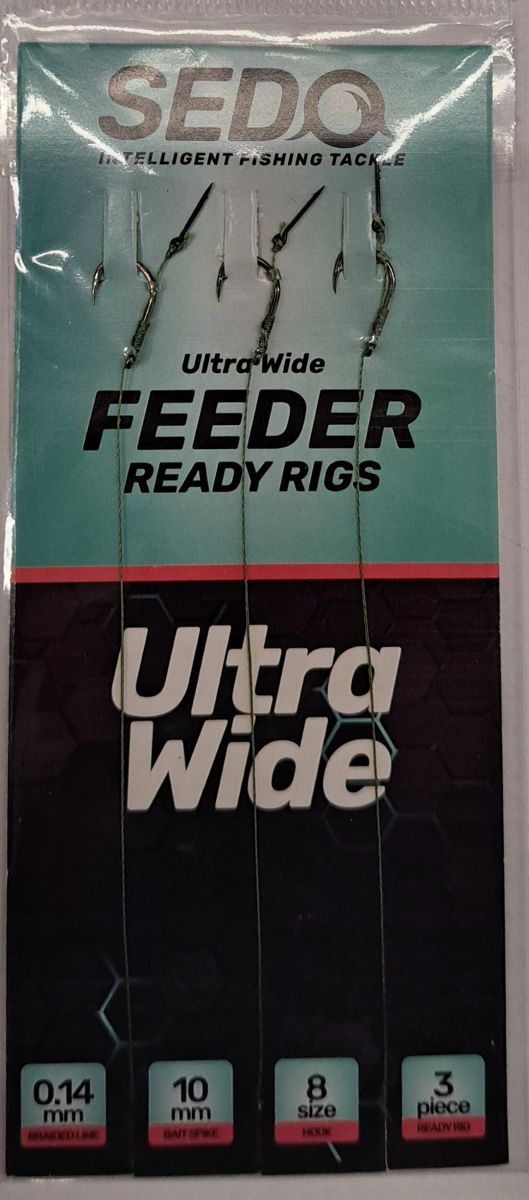 SEDO
INTELLIGENT FISHING TACKLE
Ultra Wide
FEEDER
READY RIGS
Ultra
Wide
0.14
mm
BRAIDED LINE
10
mm
BAIT SPIKE
8
size
HOOK
3
piece
READY RIG